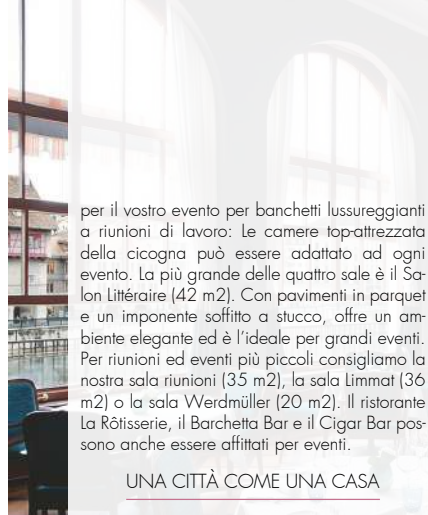 per il vostro evento per banchetti lussureggianti
a riunioni di lavoro: Le camere top-attrezzata
della cicogna può essere adattato ad ogni
evento. La più grande delle quattro sale è il Sa-
lon Littéraire (42 m2). Con pavimenti in parquet
e un imponente soffitto a stucco, offre un am-
biente elegante ed è l'ideale per grandi eventi.
Per riunioni ed eventi più piccoli consigliamo la
nostra sala riunioni (35 m2), la sala Limmat (36
m2) o la sala Werdmüller (20 m2). Il ristorante
La Rôtisserie, il Barchetta Bar e il Cigar Bar pos-
sono anche essere affittati per eventi.
UNA CITTÀ COME UNA CASA